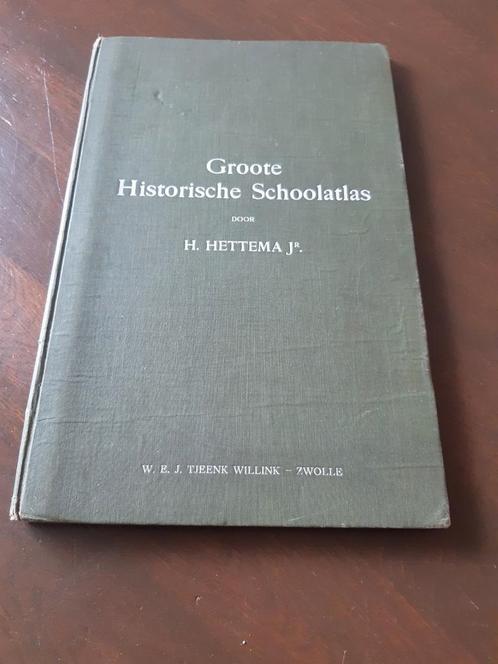 Groote
Historische Schoolatlas
DOOR
H. HETTEMA Jᴿ.
W. E. J. TJEENK WILLINK – ZWOLLE